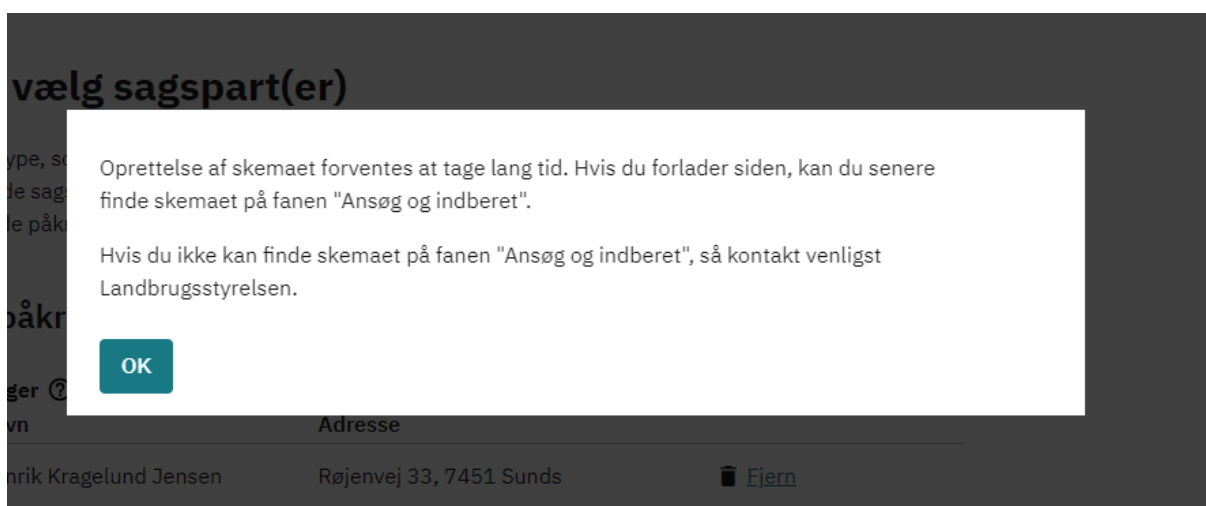 vælg sagspart(er)
Oprettelse af skemaet forventes at tage lang tid. Hvis du forlader siden, kan du senere
finde skemaet på fanen "Ansøg og indberet".
Hvis du ikke kan finde skemaet på fanen "Ansøg og indberet", så kontakt venligst
Landbrugsstyrelsen.
OK
Adresse
Kragelund Jensen Røjenvej 33, 7451 Sunds Fjern